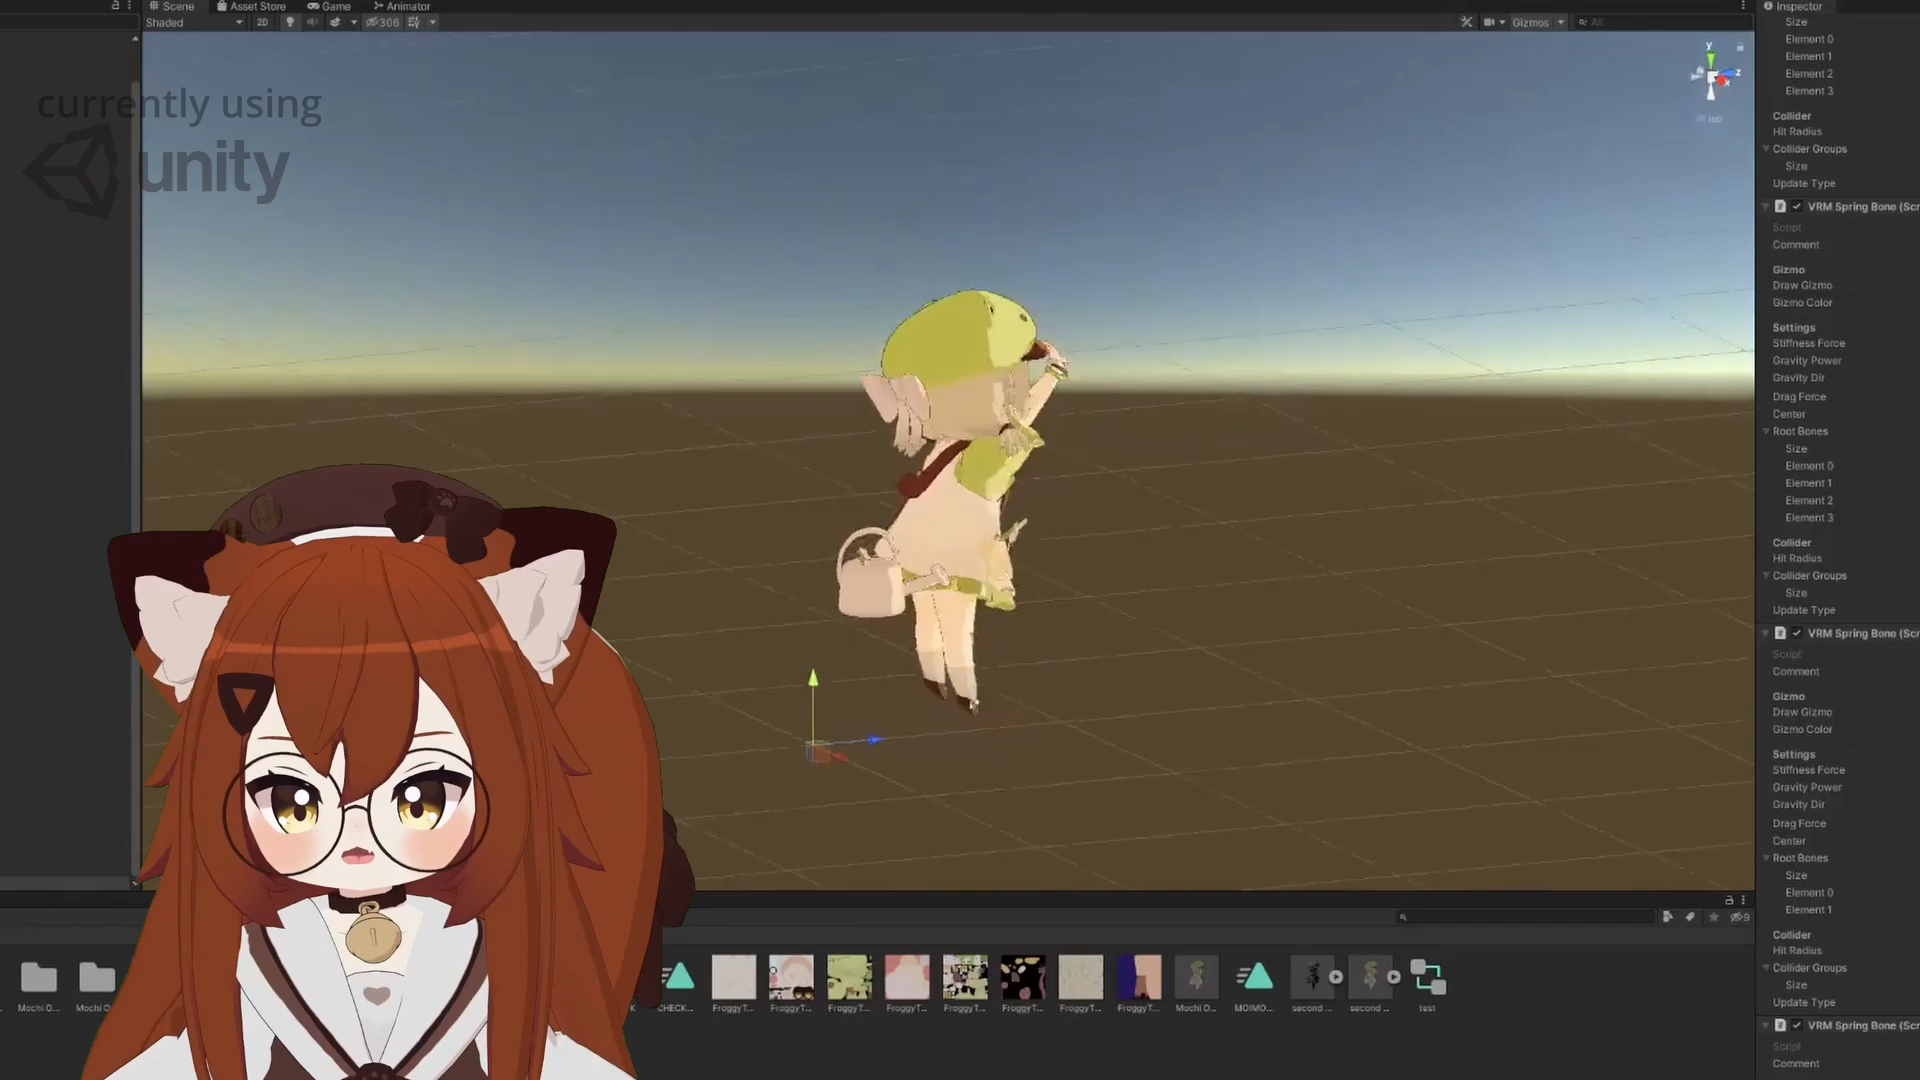 Scene
Asset Store
Game
Animator
Inspector
Shaded
2D
306
Gizmos
All
currently using
unity
Iso
Size
Element 0
Element 1
Element 2
Element 3
Collider
Hit Radius
Collider Groups
Size
Update Type
VRM Spring Bone (Scr
Script
Comment
Gizmo
Draw Gizmo
Gizmo Color
Settings
Stiffness Force
Gravity Power
Gravity Dir
Drag Force
Center
Root Bones
Size
Element 0
Element 1
Element 2
Element 3
Collider
Hit Radius
Collider Groups
Size
Update Type
VRM Spring Bone (Scr
Script
Comment
Gizmo
Draw Gizmo
Gizmo Color
Settings
Stiffness Force
Gravity Power
Gravity Dir
Drag Force
Center
Root Bones
Size
Element 0
Element 1
Collider
Hit Radius
Collider Groups
Size
Update Type
VRM Spring Bone (Scr
Script
Comment
9
Mochi O...
Mochi O
K
CHECK...
FroggyT...
FroggyT...
FroggyT...
FroggyT...
FroggyT...
FroggyT...
FroggyT...
FroggyT...
Mochi O...
MOIMO...
second ...
second ...
test